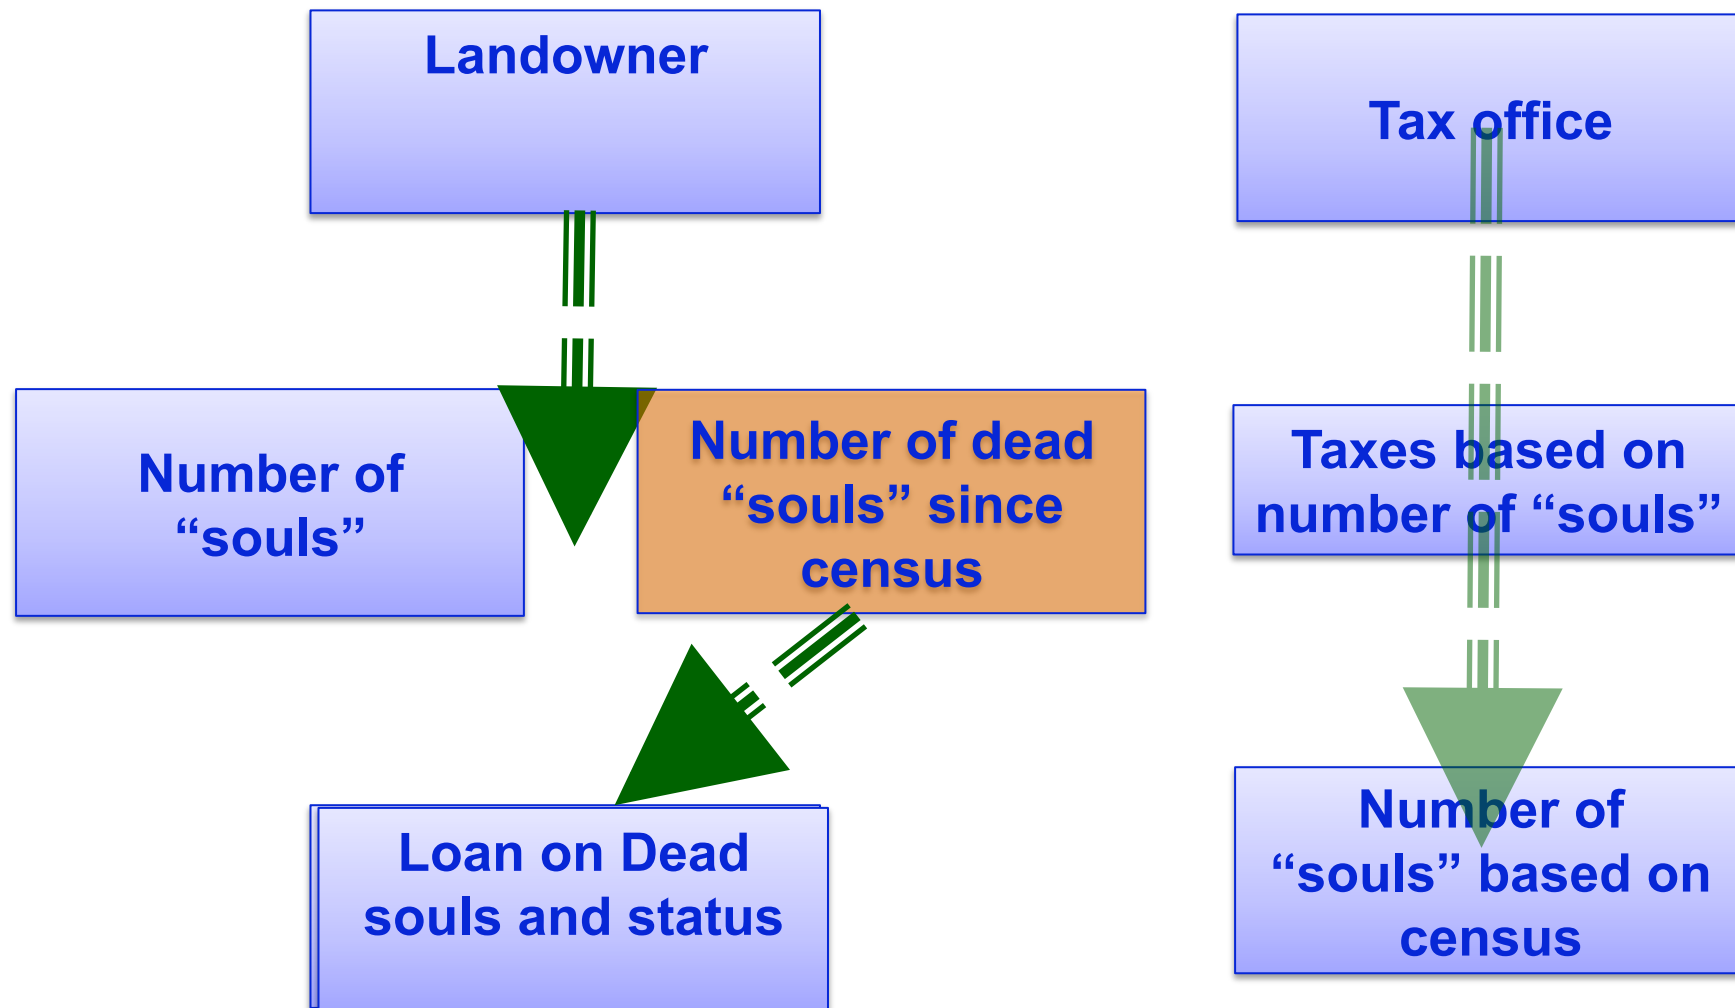 Landowner
Tax office
Number of
“souls”
Number of dead
“souls” since
census
Taxes based on
number of “souls”
Loan on Dead
souls and status
Number of
“souls” based on
census